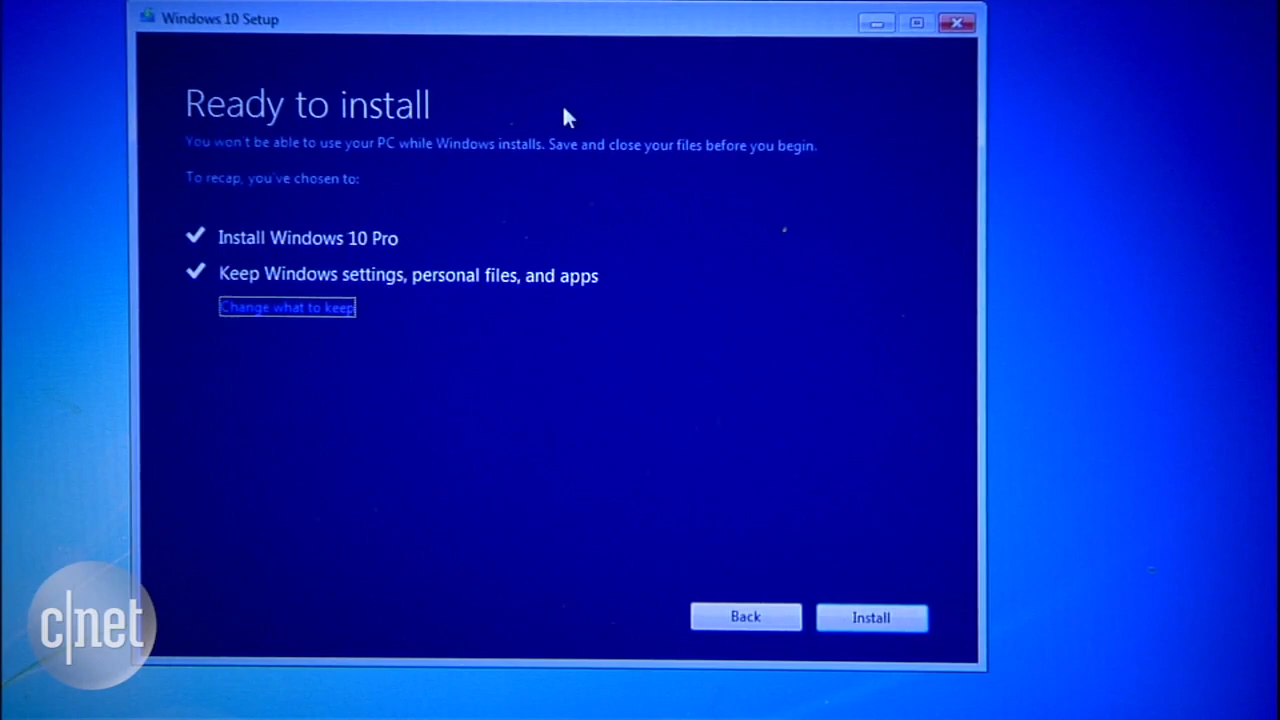 Windows 10 Setup
Ready to install
You won't be able to use your PC while Windows installs. Save and close your files before you begin.
To recap, you've chosen to:
Install Windows 10 Pro
Keep Windows settings, personal files, and apps
Change what to keep
Back
Install
c|net